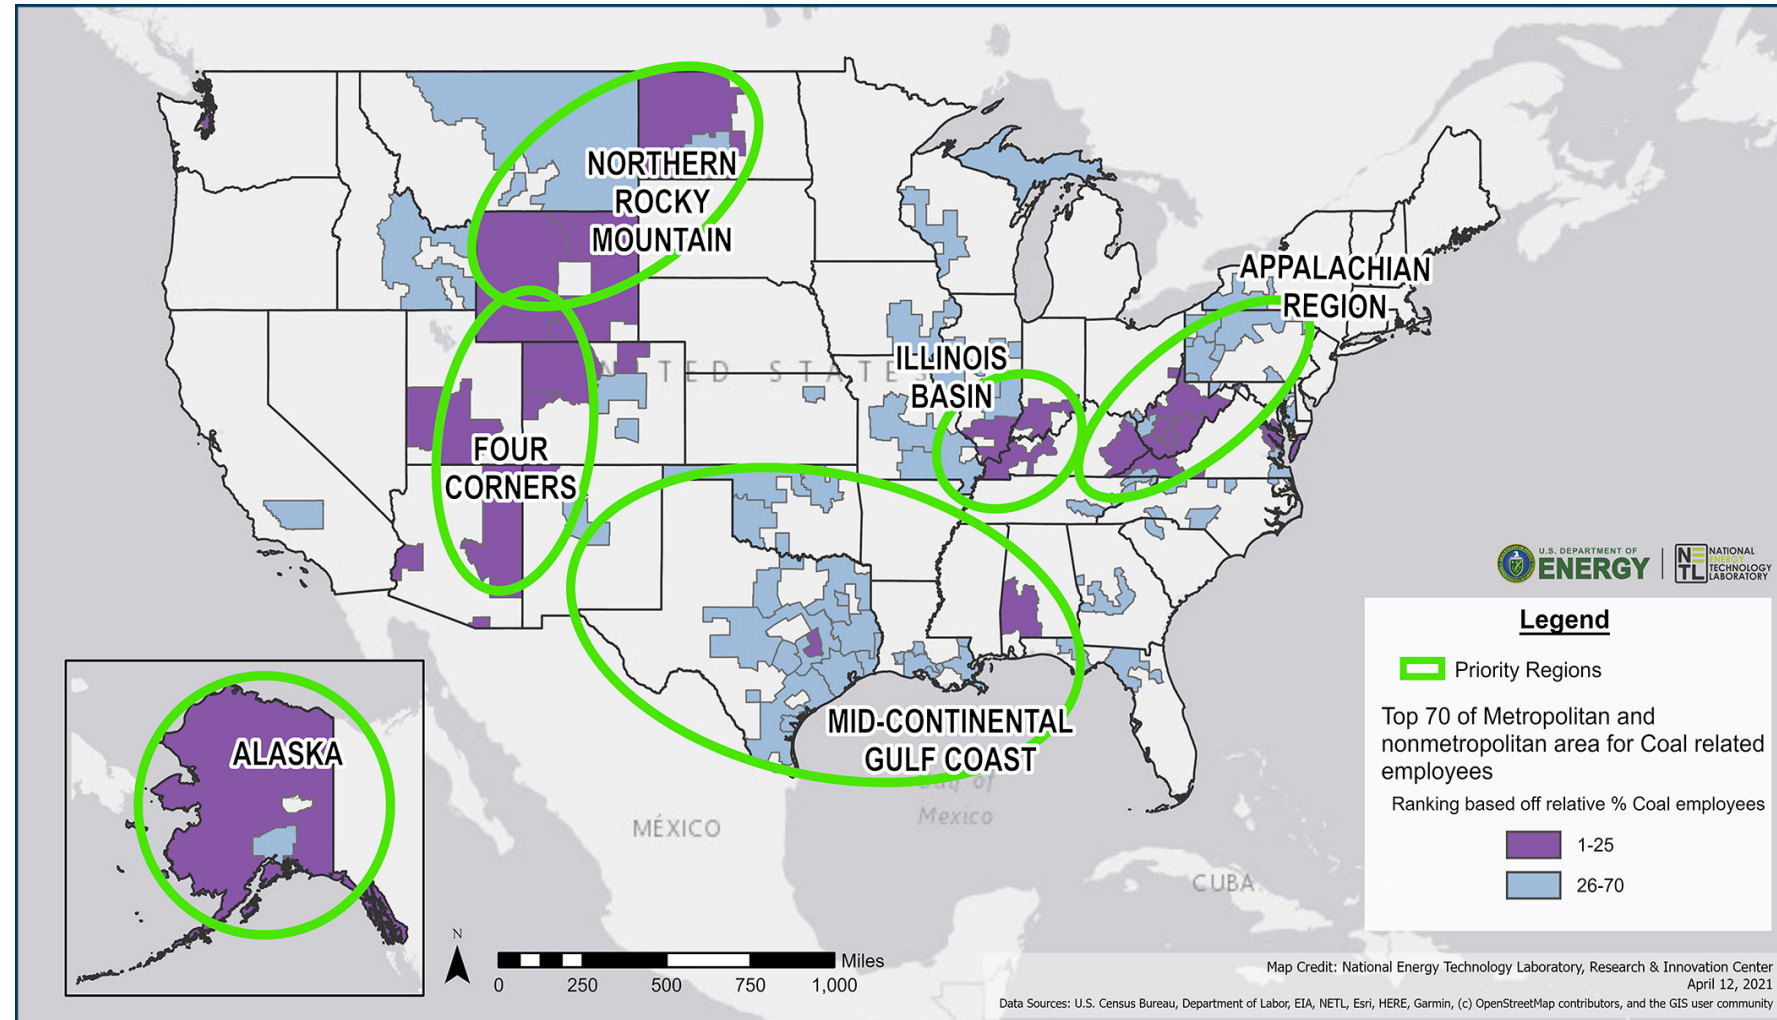 NORTHERN
ROCKY
MOUNTAIN
APPALACHIAN
REGION
ILLINOIS
BASIN
UNITED STATES
FOUR
CORNERS
MID-CONTINENTAL
GULF COAST
Gulf of
Mexico
MÉXICO
CUBA
ALASKA
U.S. DEPARTMENT OF
ENERGY
NE
TL
NATIONAL
ENERGY
TECHNOLOGY
LABORATORY
Legend
Priority Regions
Top 70 of Metropolitan and
nonmetropolitan area for Coal related
employees
Ranking based off relative % Coal employees
1-25
26-70
N
Miles
0 250 500 750 1,000
Map Credit: National Energy Technology Laboratory, Research & Innovation Center
April 12, 2021
Data Sources: U.S. Census Bureau, Department of Labor, EIA, NETL, Esri, HERE, Garmin, (c) OpenStreetMap contributors, and the GIS user community